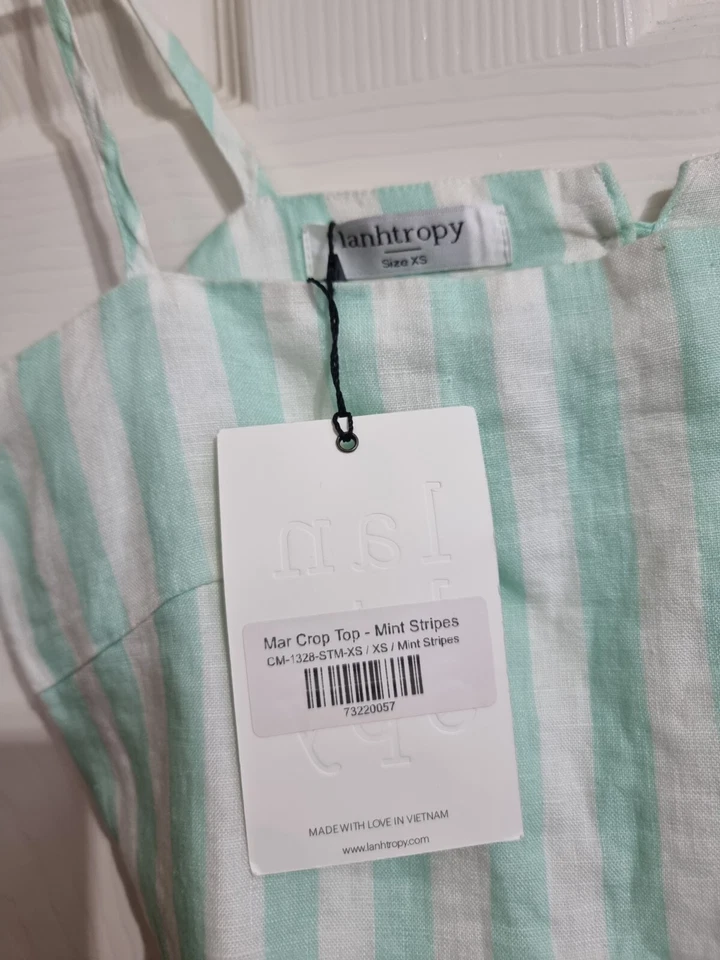 lanhtropy
Size XS
lan
Mar Crop Top - Mint Stripes
CM-1328-STM-XS / XS / Mint Stripes
73220057
MADE WITH LOVE IN VIETNAM
www.lanhtropy.com